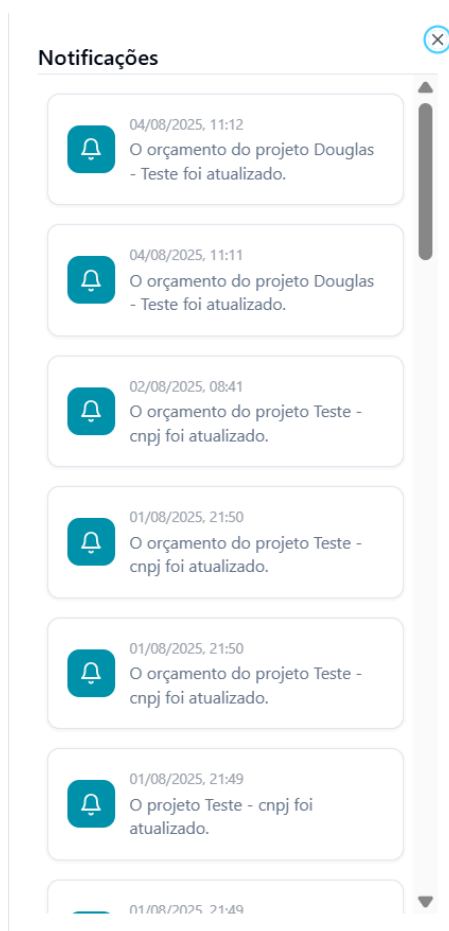 Notificações
04/08/2025, 11:12
O orçamento do projeto Douglas
- Teste foi atualizado.
04/08/2025, 11:11
O orçamento do projeto Douglas
- Teste foi atualizado.
02/08/2025, 08:41
O orçamento do projeto Teste -
cnpj foi atualizado.
01/08/2025, 21:50
O orçamento do projeto Teste -
cnpj foi atualizado.
01/08/2025, 21:50
O orçamento do projeto Teste -
cnpj foi atualizado.
01/08/2025, 21:49
O projeto Teste - cnpj foi
atualizado.
01/08/2025, 21:49